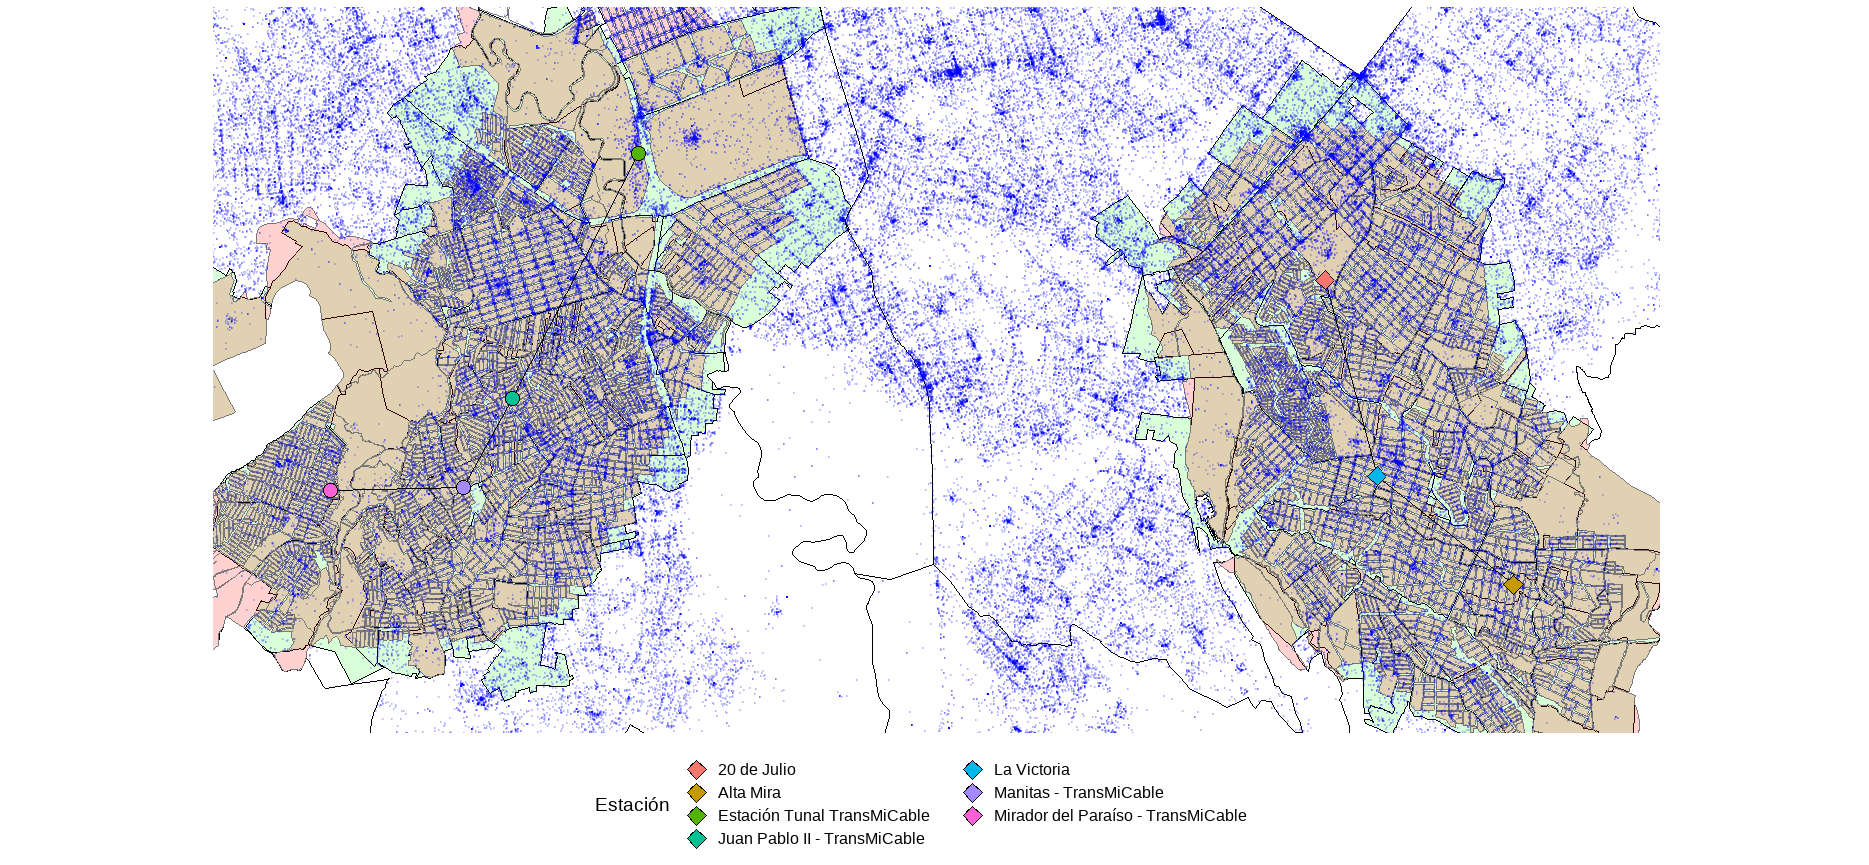 Estación
20 de Julio
Alta Mira
Estación Tunal TransMiCable
Juan Pablo II - TransMiCable
La Victoria
Manitas - TransMiCable
Mirador del Paraíso - TransMiCable